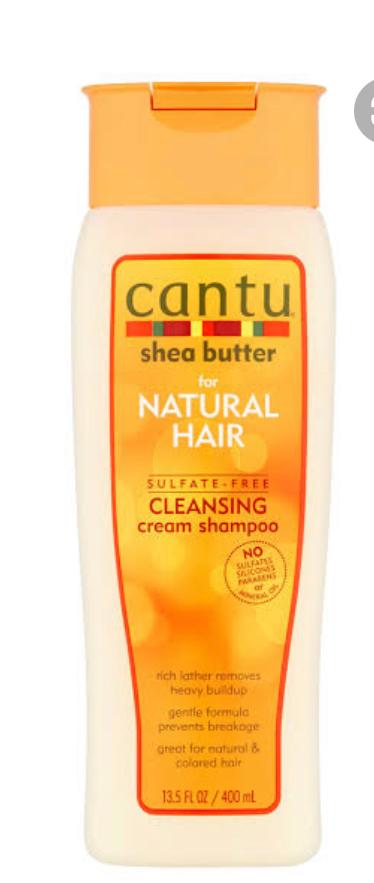 cantu
shea butter
for
NATURAL
HAIR
SULFATE-FREE
CLEANSING
cream shampoo
NO
SULFATES
SILICONES
PARABENS
or
MINERAL OIL
rich lather removes
heavy buildup
gentle formula
prevents breakage
great for natural &
colored hair
13.5 FL OZ / 400 mL